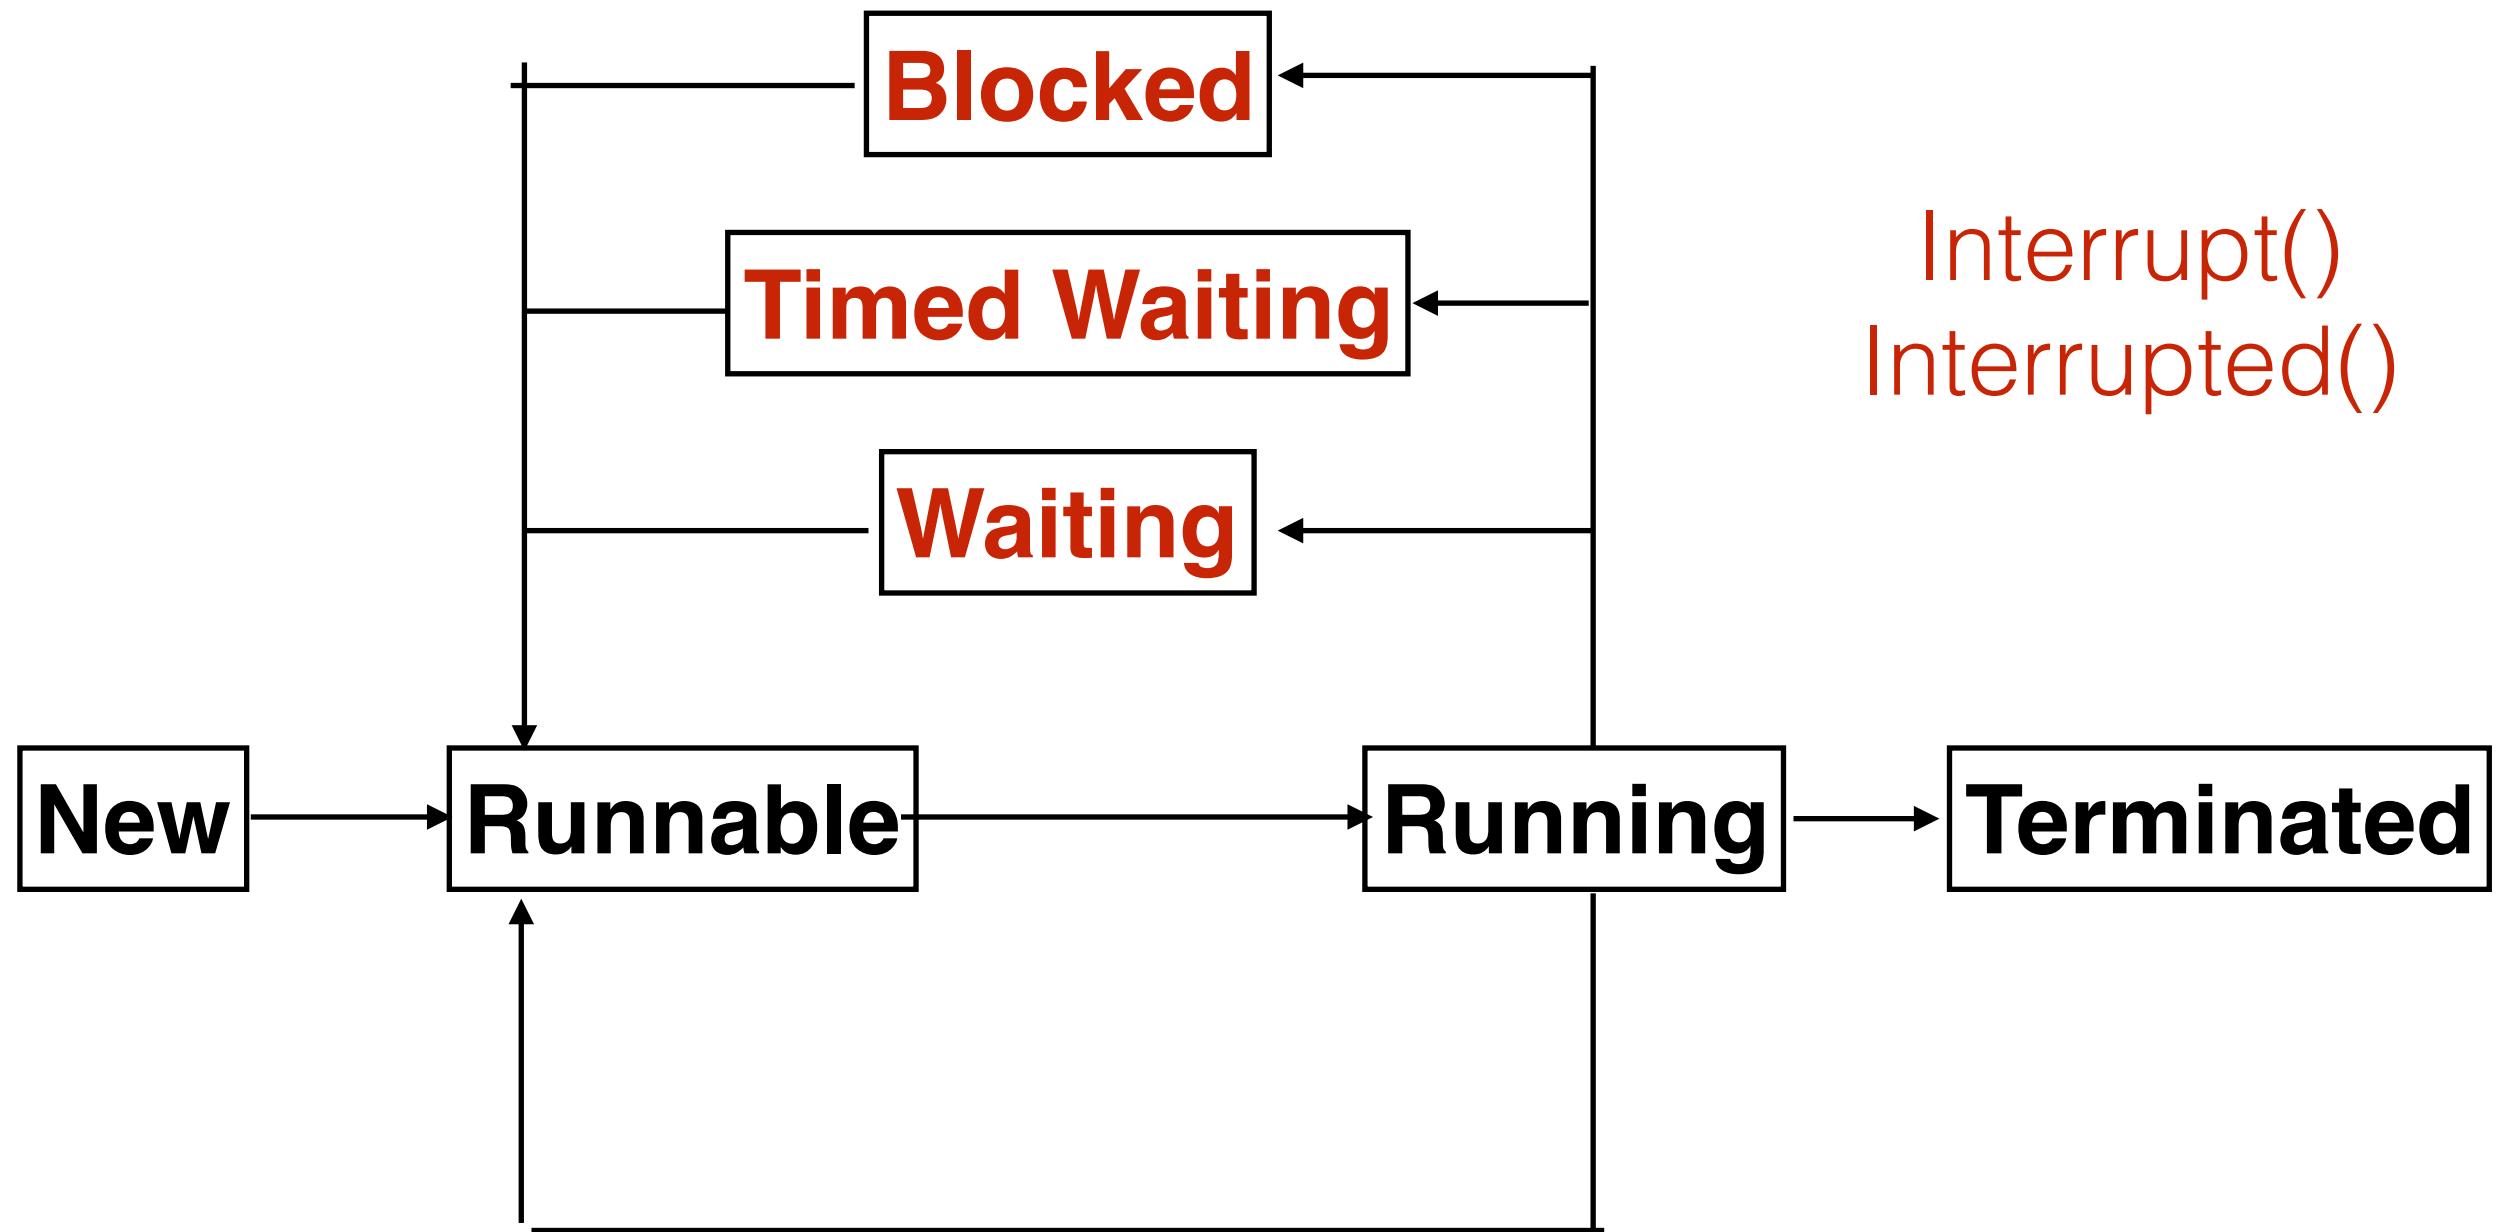 Blocked
Timed Waiting
Interrupt()
Interrupted()
Waiting
New
Runnable
Running
Terminated